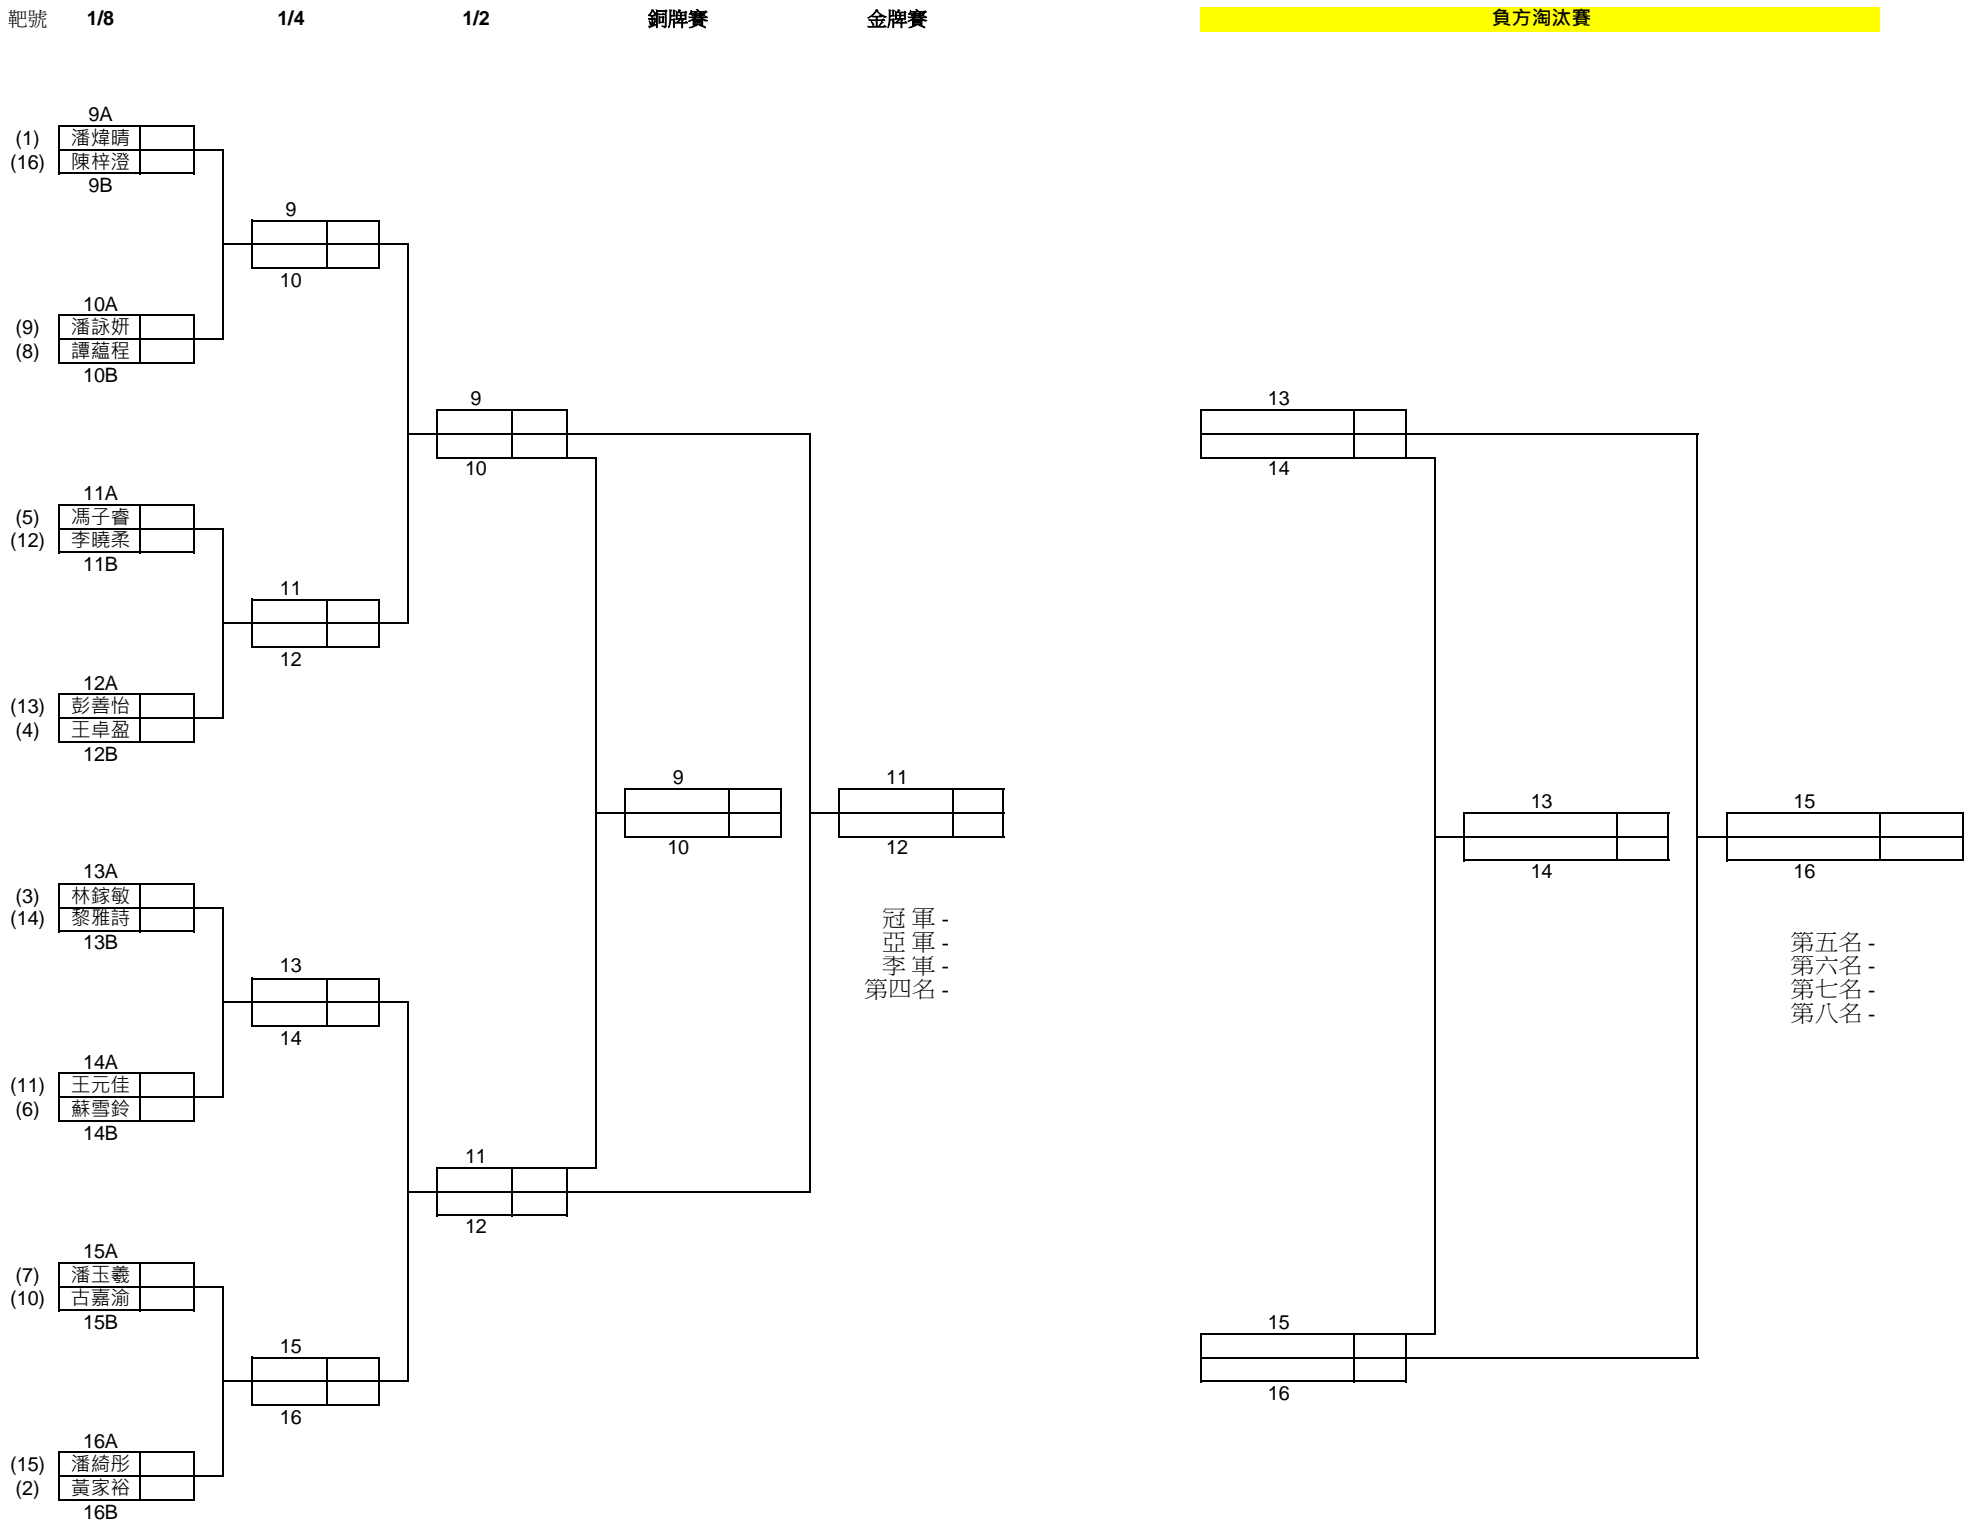 靶號 1/8 1/4 1/2 銅牌賽 金牌賽 負方淘汰賽
9A
(1) 潘煒晴
(16) 陳梓澄
9B
9
10
10A
(9) 潘詠妍
(8) 譚蘊程
10B
9 13
10 14
11A
(5) 馮子睿
(12) 李曉柔
11B
11
12
12A
(13) 彭善怡
(4) 王卓盈
12B
9 11
13 15
10 12
14 16
13A
(3) 林鎵敏
(14) 黎雅詩
13B
冠 軍 -
亞 軍 -
李 軍 -
第四名 -
第五名 -
第六名 -
第七名 -
第八名 -
13
14
14A
(11) 王元佳
(6) 蘇雪鈴
14B
11
12
15A
(7) 潘玉羲
(10) 古嘉渝
15B
15
15
16
16
16A
(15) 潘綺彤
(2) 黃家裕
16B